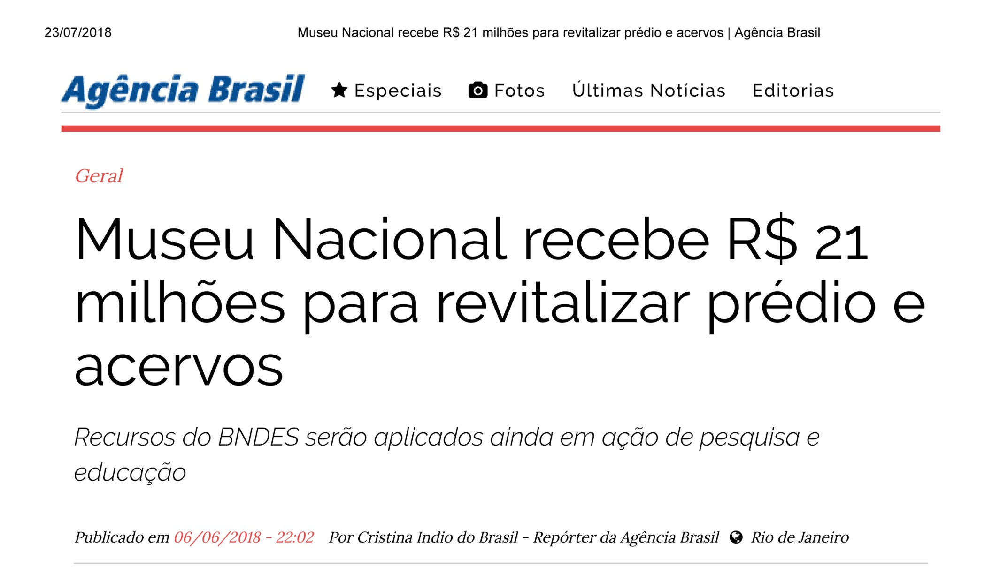 23/07/2018 Museu Nacional recebe R$ 21 milhões para revitalizar prédio e acervos | Agência Brasil
Agência Brasil Especiais Fotos Últimas Notícias Editorias
Geral
Museu Nacional recebe R$ 21
milhões para revitalizar prédio e
acervos
Recursos do BNDES serão aplicados ainda em ação de pesquisa e
educação
Publicado em 06/06/2018 - 22:02 Por Cristina Indio do Brasil - Repórter da Agência Brasil Rio de Janeiro